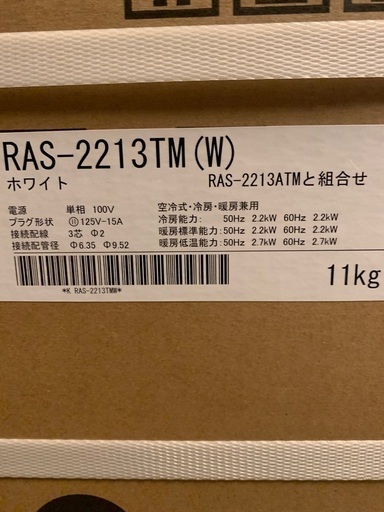 RAS-2213TM(W)
ホワイト
RAS-2213ATMと組合せ
電源 単相 100V
プラグ形状 125V-15A
接続配線 3芯 Φ2
接続配管径 Φ6.35 Φ9.52
空冷式・冷房・暖房兼用
冷房能力: 50Hz 2.2kW 60Hz 2.2kW
暖房標準能力:50Hz 2.2kW 60Hz 2.2kW
暖房低温能力:50Hz 2.7kW 60Hz 2.7kW
*K RAS-2213TMW*
11kg